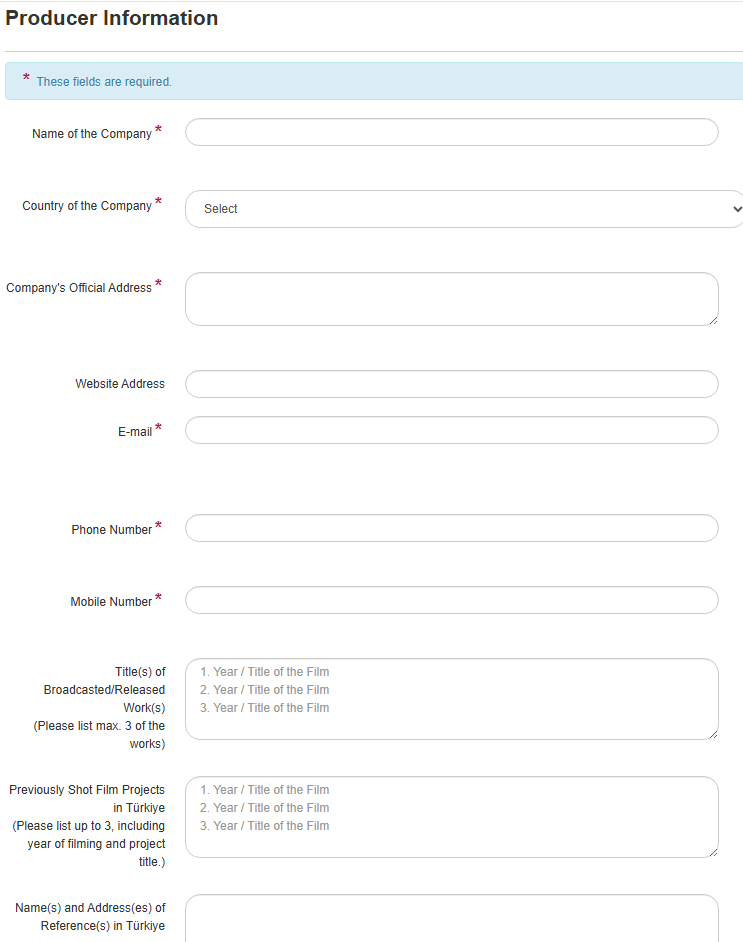 Producer Information
* These fields are required.
Name of the Company *
Country of the Company *
Select
Company's Official Address *
Website Address
E-mail *
Phone Number *
Mobile Number *
Title(s) of
Broadcasted/Released
Work(s)
(Please list max. 3 of the
works)
1. Year / Title of the Film
2. Year / Title of the Film
3. Year / Title of the Film
Previously Shot Film Projects
in Türkiye
(Please list up to 3, including
year of filming and project
title.)
1. Year / Title of the Film
2. Year / Title of the Film
3. Year / Title of the Film
Name(s) and Address(es) of
Reference(s) in Türkiye